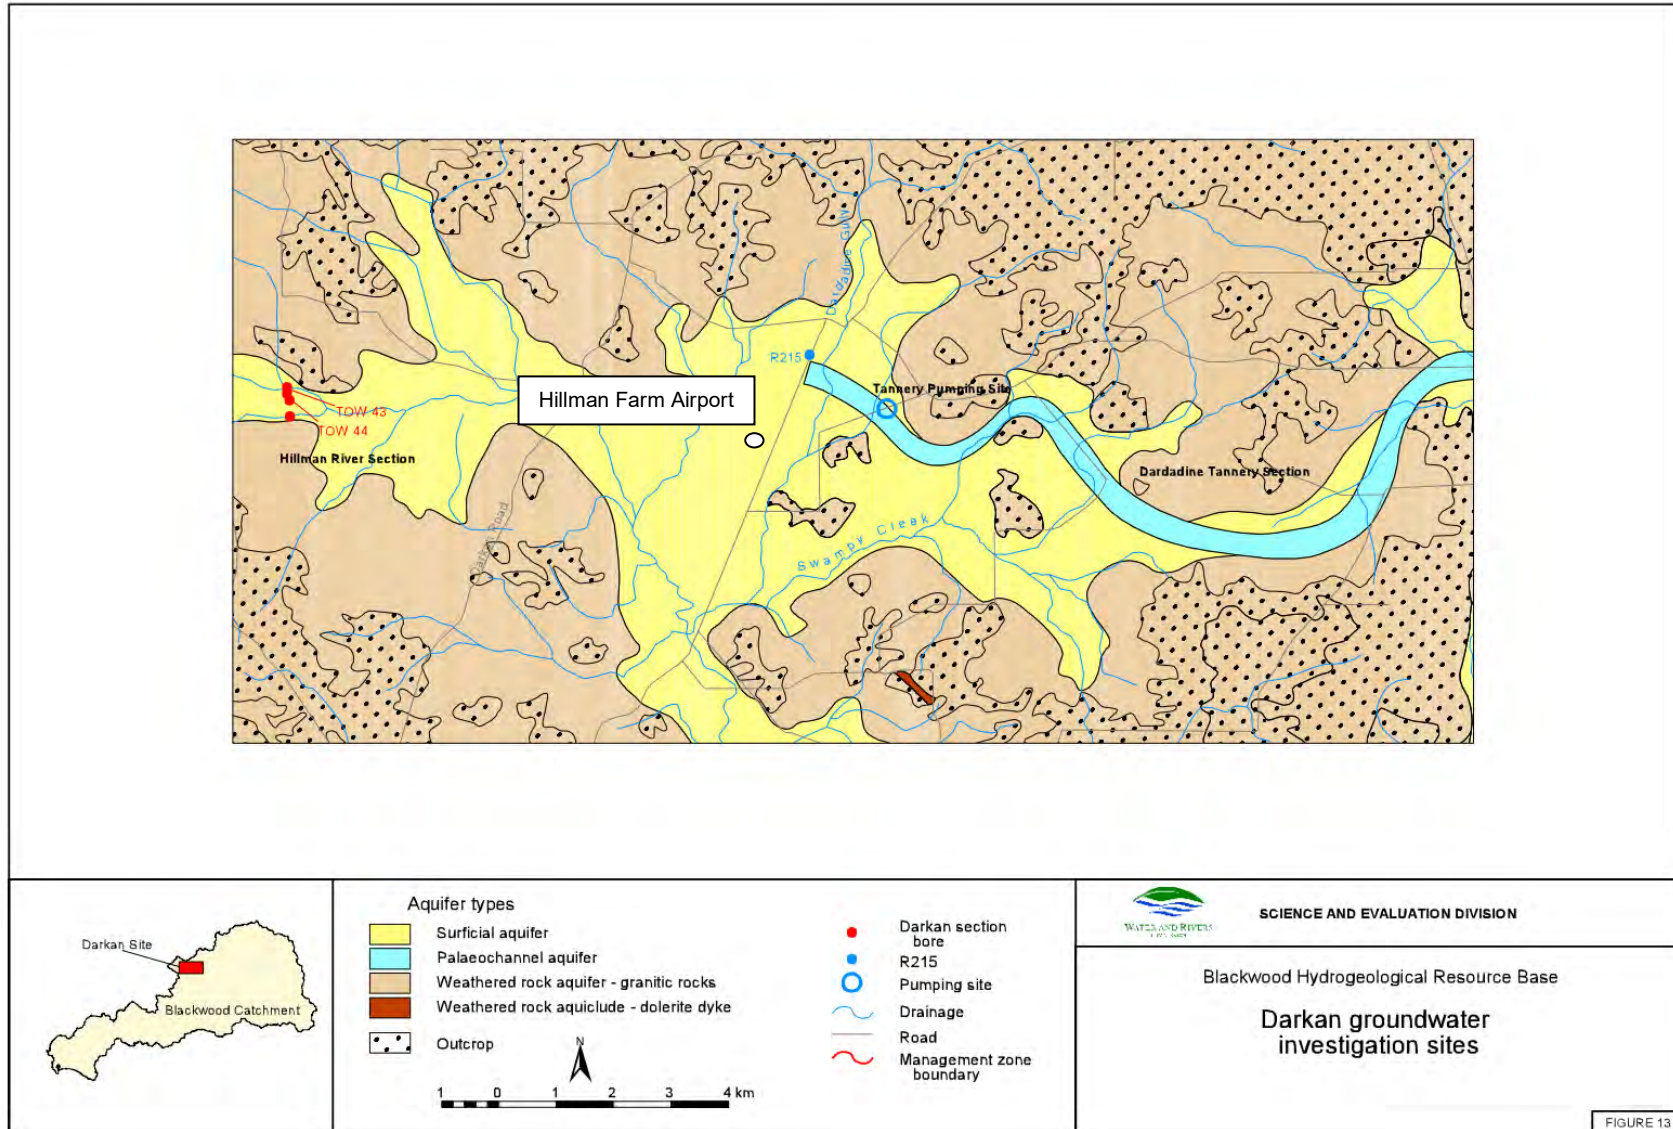 Dardadine Gully
R215
Hillman Farm Airport
Tannery Pumping Site
TOW 43
TOW 44
Hillman River Section
Dardadine Tannery Section
Darkan Road
Swampy Creek
Darkan Site
Blackwood Catchment
Aquifer types
Surficial aquifer
Palaeochannel aquifer
Weathered rock aquifer - granitic rocks
Weathered rock aquiclude - dolerite dyke
Outcrop
N
1 0 1 2 3 4 km
Darkan section
bore
R215
Pumping site
Drainage
Road
Management zone
boundary
WATER AND RIVERS
SCIENCE AND EVALUATION DIVISION
Blackwood Hydrogeological Resource Base
Darkan groundwater
investigation sites
FIGURE 13